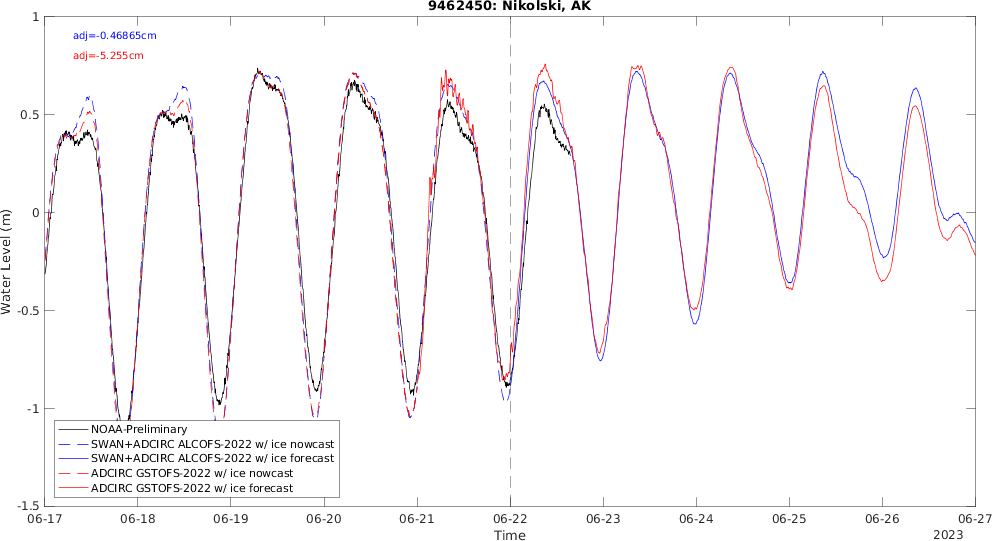 9462450: Nikolski, AK
adj=-0.46865cm
adj=-5.255cm
1
0.5
0
-0.5
-1
-1.5
Water Level (m)
NOAA-Preliminary
SWAN+ADCIRC ALCOFS-2022 w/ ice nowcast
SWAN+ADCIRC ALCOFS-2022 w/ ice forecast
ADCIRC GSTOFS-2022 w/ ice nowcast
ADCIRC GSTOFS-2022 w/ ice forecast
06-17 06-18 06-19 06-20 06-21 06-22 06-23 06-24 06-25 06-26 06-27
Time
2023